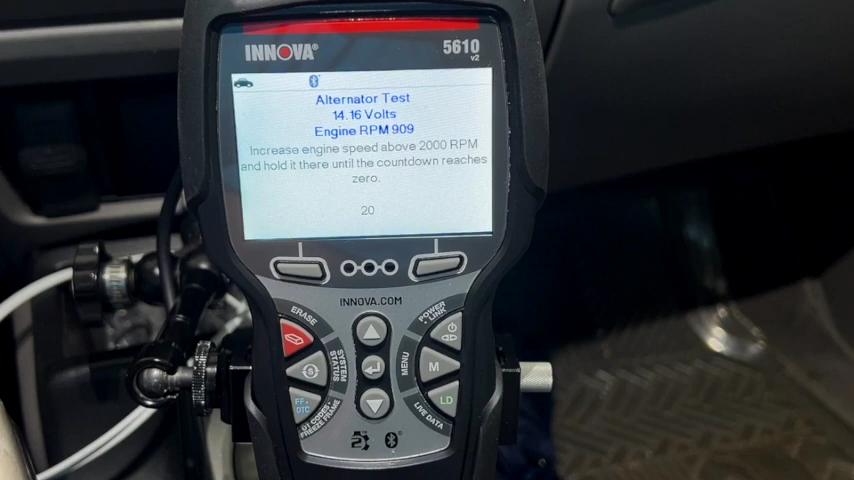 INNOVA®
5610
v2
Alternator Test
14.16 Volts
Engine RPM 909
Increase engine speed above 2000 RPM
and hold it there until the countdown reaches
zero.
20
INNOVA.COM
ERASE
POWER
LINK
SYSTEM
STATUS
S
MENU
M
FF•
DTC
LD
D1 CODES•
FREEZE FRAME
LIVE DATA